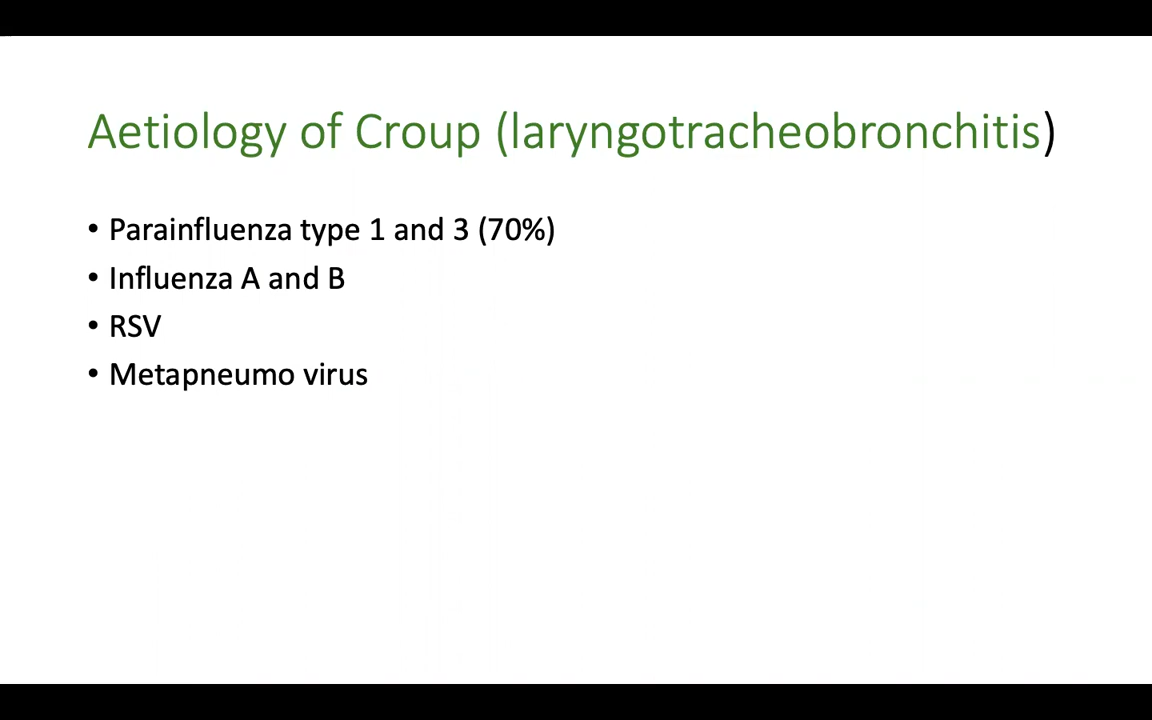 Aetiology of Croup (laryngotracheobronchitis)
• Parainfluenza type 1 and 3 (70%)
• Influenza A and B
• RSV
• Metapneumo virus